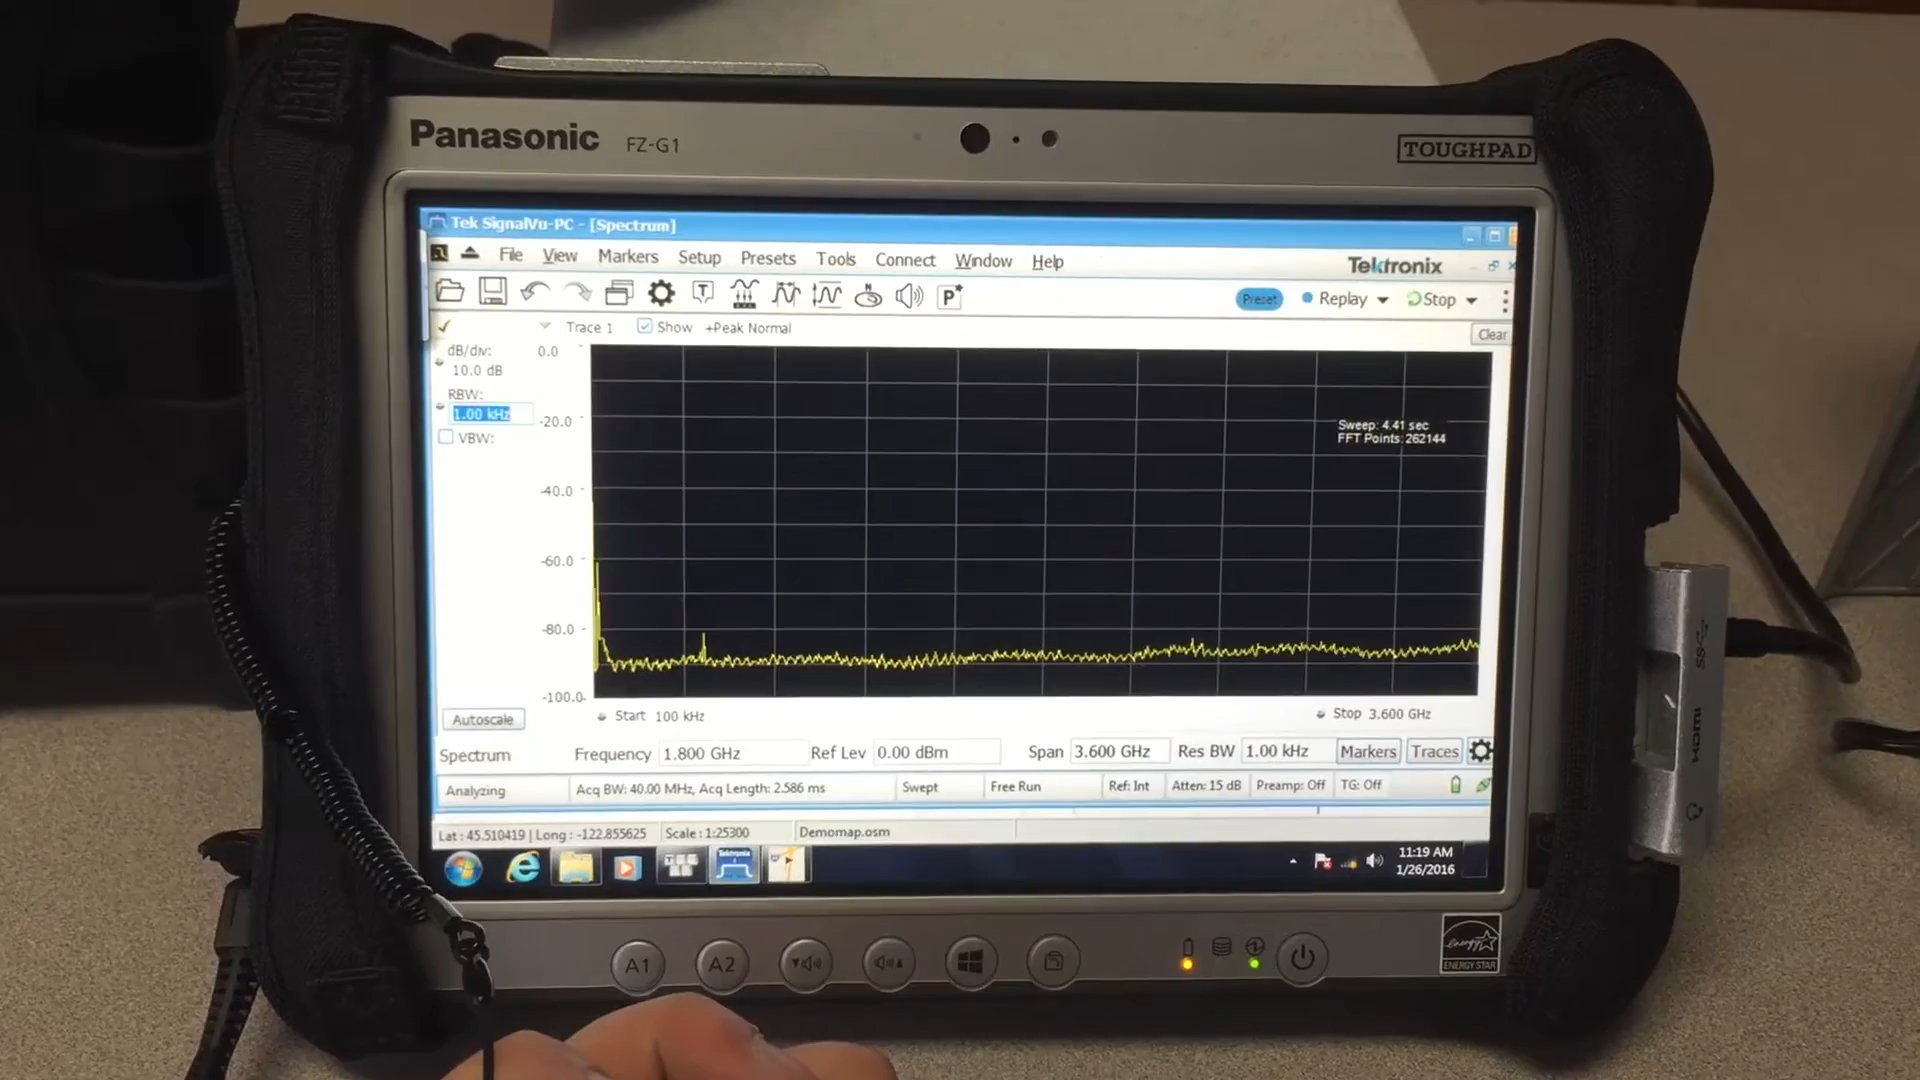 Panasonic FZ-G1
TOUGHPAD
Tek SignalVu-PC - [Spectrum]
File View Markers Setup Presets Tools Connect Window Help
Tektronix
T
P*
Preset Replay Stop
Trace 1 Show +Peak Normal
Clear
dB/div:
10.0 dB
RBW:
1.00 kHz
VBW:
0.0
-20.0
-40.0
-60.0
-80.0
-100.0
Sweep: 4.41 sec
FFT Points: 262144
Autoscale
Start 100 kHz
Stop 3.600 GHz
Spectrum Frequency 1.800 GHz Ref Lev 0.00 dBm Span 3.600 GHz Res BW 1.00 kHz Markers Traces
Analyzing Acq BW: 40.00 MHz, Acq Length: 2.586 ms Swept Free Run Ref: Int Atten: 15 dB Preamp: Off TG: Off
Lat : 45.510419 | Long : -122.855625 Scale : 1:25300 Demomap.osm
Tektronix
11:19 AM
1/26/2016
A1 A2
energy
ENERGY STAR
HDMI